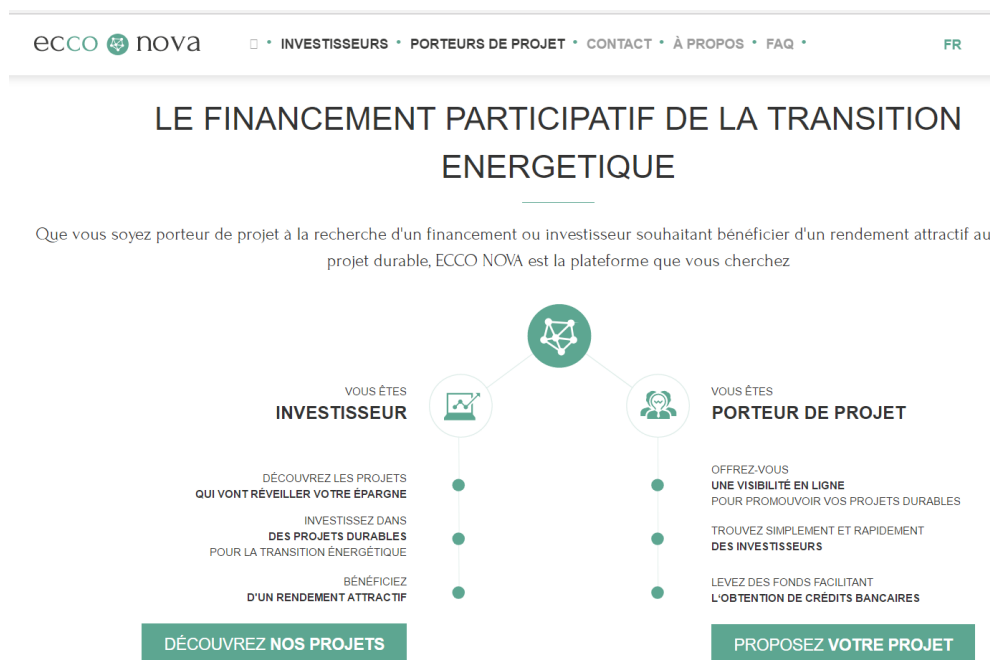 ecco nova
• INVESTISSEURS • PORTEURS DE PROJET • CONTACT • À PROPOS • FAQ •
FR
LE FINANCEMENT PARTICIPATIF DE LA TRANSITION
ENERGETIQUE
Que vous soyez porteur de projet à la recherche d'un financement ou investisseur souhaitant bénéficier d'un rendement attractif au
projet durable, ECCO NOVA est la plateforme que vous cherchez
VOUS ÊTES
INVESTISSEUR
DÉCOUVREZ LES PROJETS
QUI VONT RÉVEILLER VOTRE ÉPARGNE
INVESTISSEZ DANS
DES PROJETS DURABLES
POUR LA TRANSITION ÉNERGÉTIQUE
BÉNÉFICIEZ
D'UN RENDEMENT ATTRACTIF
DÉCOUVREZ NOS PROJETS
VOUS ÊTES
PORTEUR DE PROJET
OFFREZ-VOUS
UNE VISIBILITÉ EN LIGNE
POUR PROMOUVOIR VOS PROJETS DURABLES
TROUVEZ SIMPLEMENT ET RAPIDEMENT
DES INVESTISSEURS
LEVEZ DES FONDS FACILITANT
L'OBTENTION DE CRÉDITS BANCAIRES
PROPOSEZ VOTRE PROJET